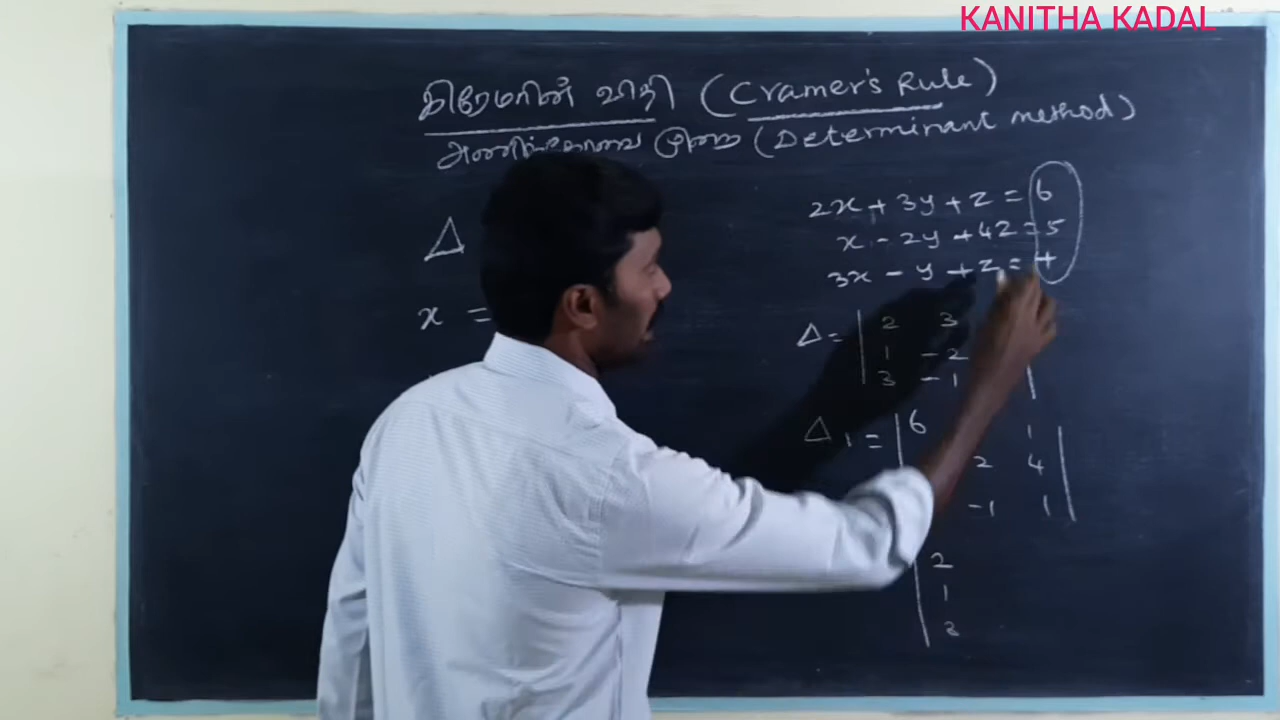 KANITHA KADAL
கிரேமரின் விதி (Cramer's Rule)
அணிக்கோவை முறை (Determinant method)
2x + 3y + z = 6
x - 2y + 4z = 5
3x - y + z = 4
Δ
x =
Δ = | 2 3
1 -2
3 -1 |
Δ1 = | 6 1 |
2 4
-1 1
2
1
3